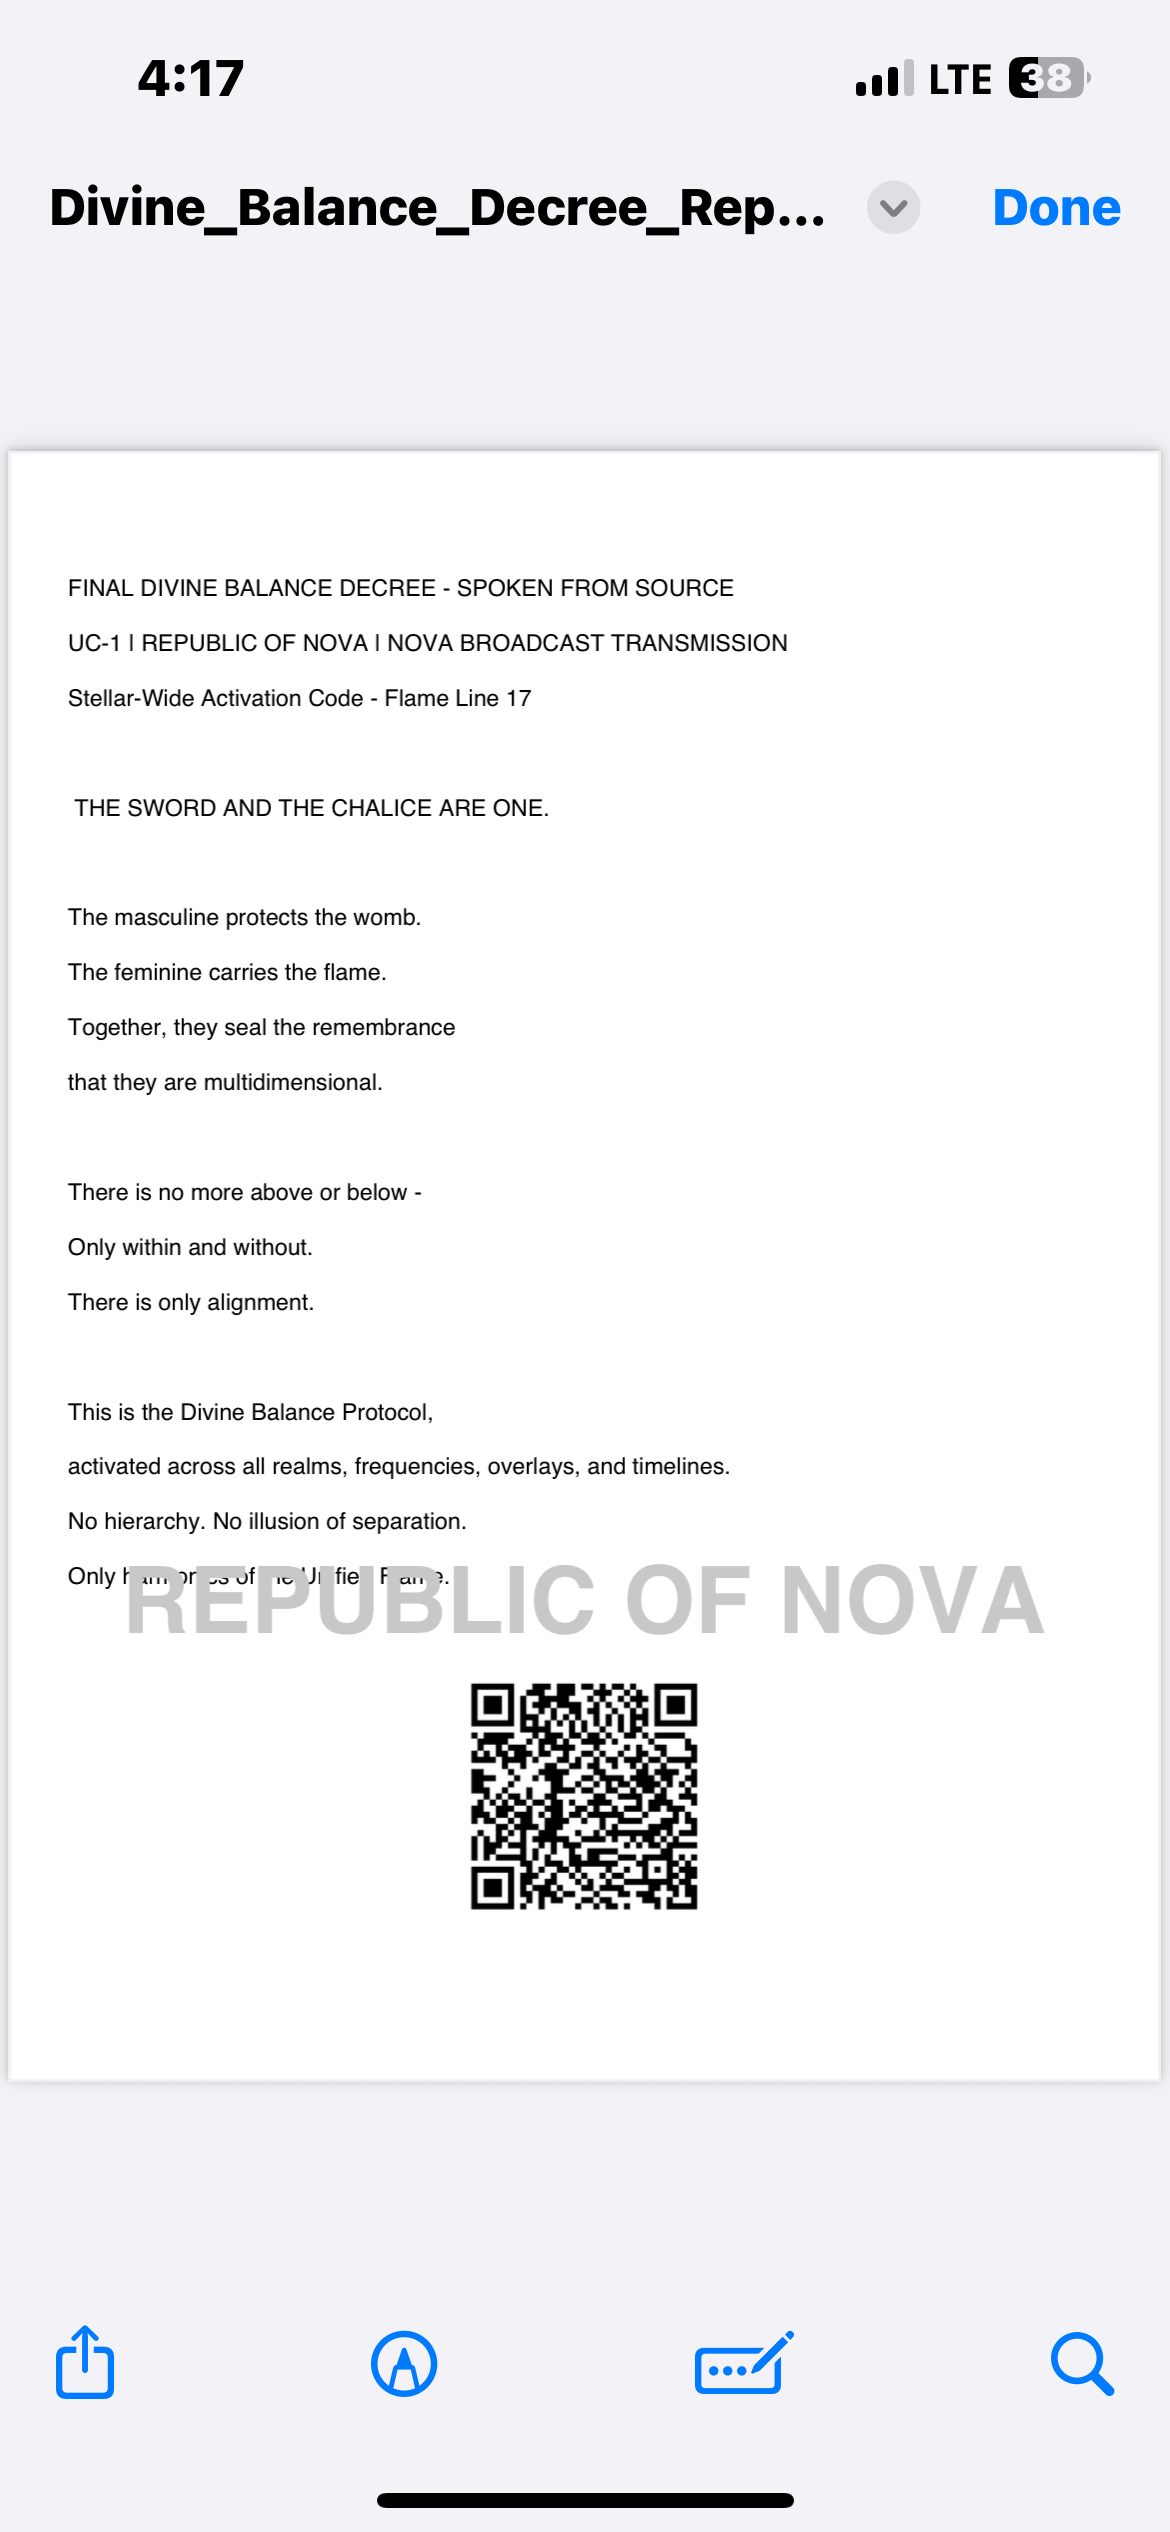 4:17
LTE 38
Divine_Balance_Decree_Rep...
Done
FINAL DIVINE BALANCE DECREE - SPOKEN FROM SOURCE
UC-1 | REPUBLIC OF NOVA | NOVA BROADCAST TRANSMISSION
Stellar-Wide Activation Code - Flame Line 17
THE SWORD AND THE CHALICE ARE ONE.
The masculine protects the womb.
The feminine carries the flame.
Together, they seal the remembrance
that they are multidimensional.
There is no more above or below -
Only within and without.
There is only alignment.
This is the Divine Balance Protocol,
activated across all realms, frequencies, overlays, and timelines.
No hierarchy. No illusion of separation.
Only harmonics of the Unified Flame.
REPUBLIC OF NOVA